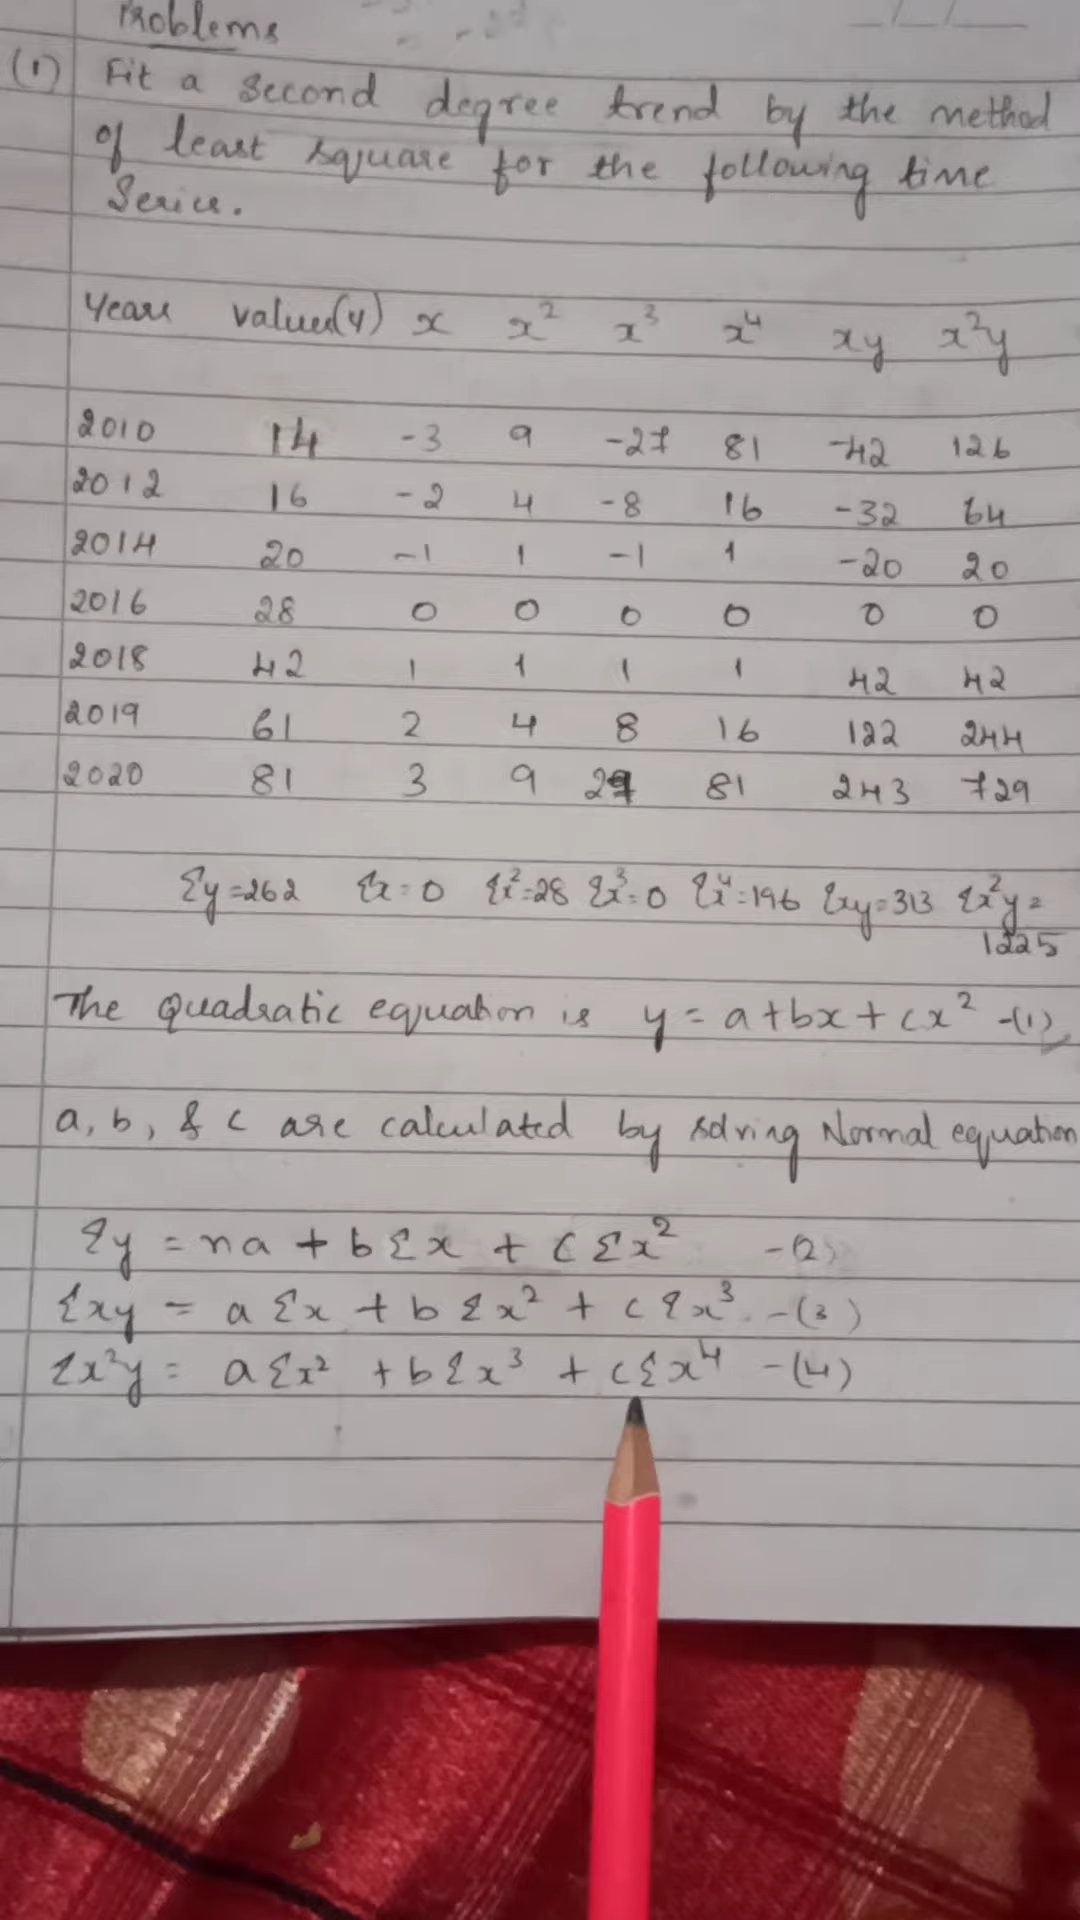 Problems
(1) Fit a second degree trend by the method
of least square for the following time
Series.
Years values(y) x x² x³ x⁴ xy x²y
2010 14 -3 9 -27 81 -42 126
2012 16 -2 4 -8 16 -32 64
2014 20 -1 1 -1 1 -20 20
2016 28 0 0 0 0 0 0
2018 42 1 1 1 1 42 42
2019 61 2 4 8 16 122 244
2020 81 3 9 27 81 243 729
Σy=262 Σx=0 Σx²=28 Σx³=0 Σx⁴=196 Σxy=313 Σx²y=
1225
The Quadratic equation is y = a+bx+cx² -(1)
a, b, & c are calculated by solving Normal equation
Σy = na + bΣx + cΣx² -(2)
Σxy = aΣx + bΣx² + cΣx³ -(3)
Σx²y = aΣx² + bΣx³ + cΣx⁴ -(4)